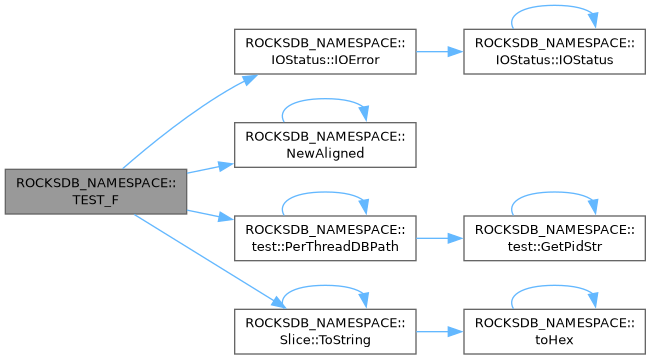 ROCKSDB_NAMESPACE::
IOStatus::IOError
ROCKSDB_NAMESPACE::
IOStatus::IOStatus
ROCKSDB_NAMESPACE::
NewAligned
ROCKSDB_NAMESPACE::
TEST_F
ROCKSDB_NAMESPACE::
test::PerThreadDBPath
ROCKSDB_NAMESPACE::
test::GetPidStr
ROCKSDB_NAMESPACE::
Slice::ToString
ROCKSDB_NAMESPACE::
toHex